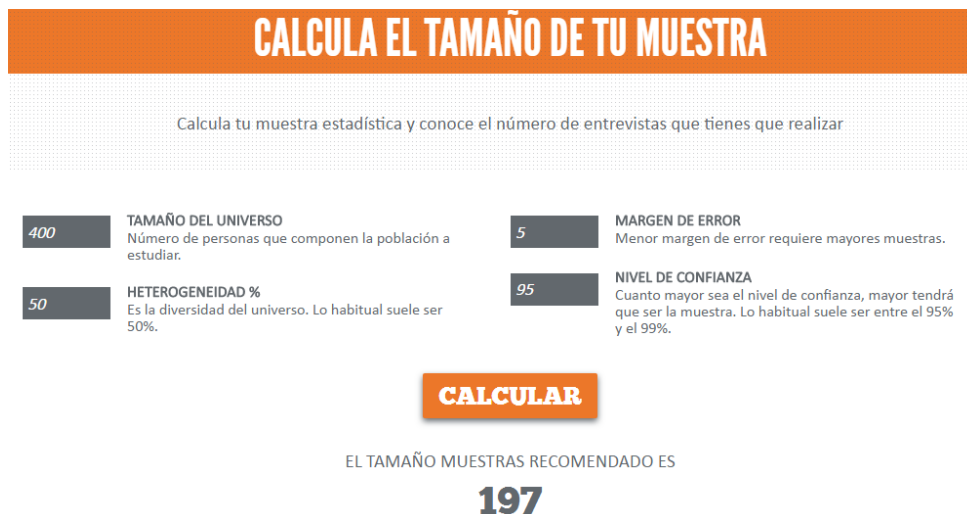 CALCULA EL TAMAÑO DE TU MUESTRA
Calcula tu muestra estadística y conoce el número de entrevistas que tienes que realizar
400
TAMAÑO DEL UNIVERSO
Número de personas que componen la población a
estudiar.
5
MARGEN DE ERROR
Menor margen de error requiere mayores muestras.
50
HETEROGENEIDAD %
Es la diversidad del universo. Lo habitual suele ser
50%.
95
NIVEL DE CONFIANZA
Cuanto mayor sea el nivel de confianza, mayor tendrá
que ser la muestra. Lo habitual suele ser entre el 95%
y el 99%.
CALCULAR
EL TAMAÑO MUESTRAS RECOMENDADO ES
197